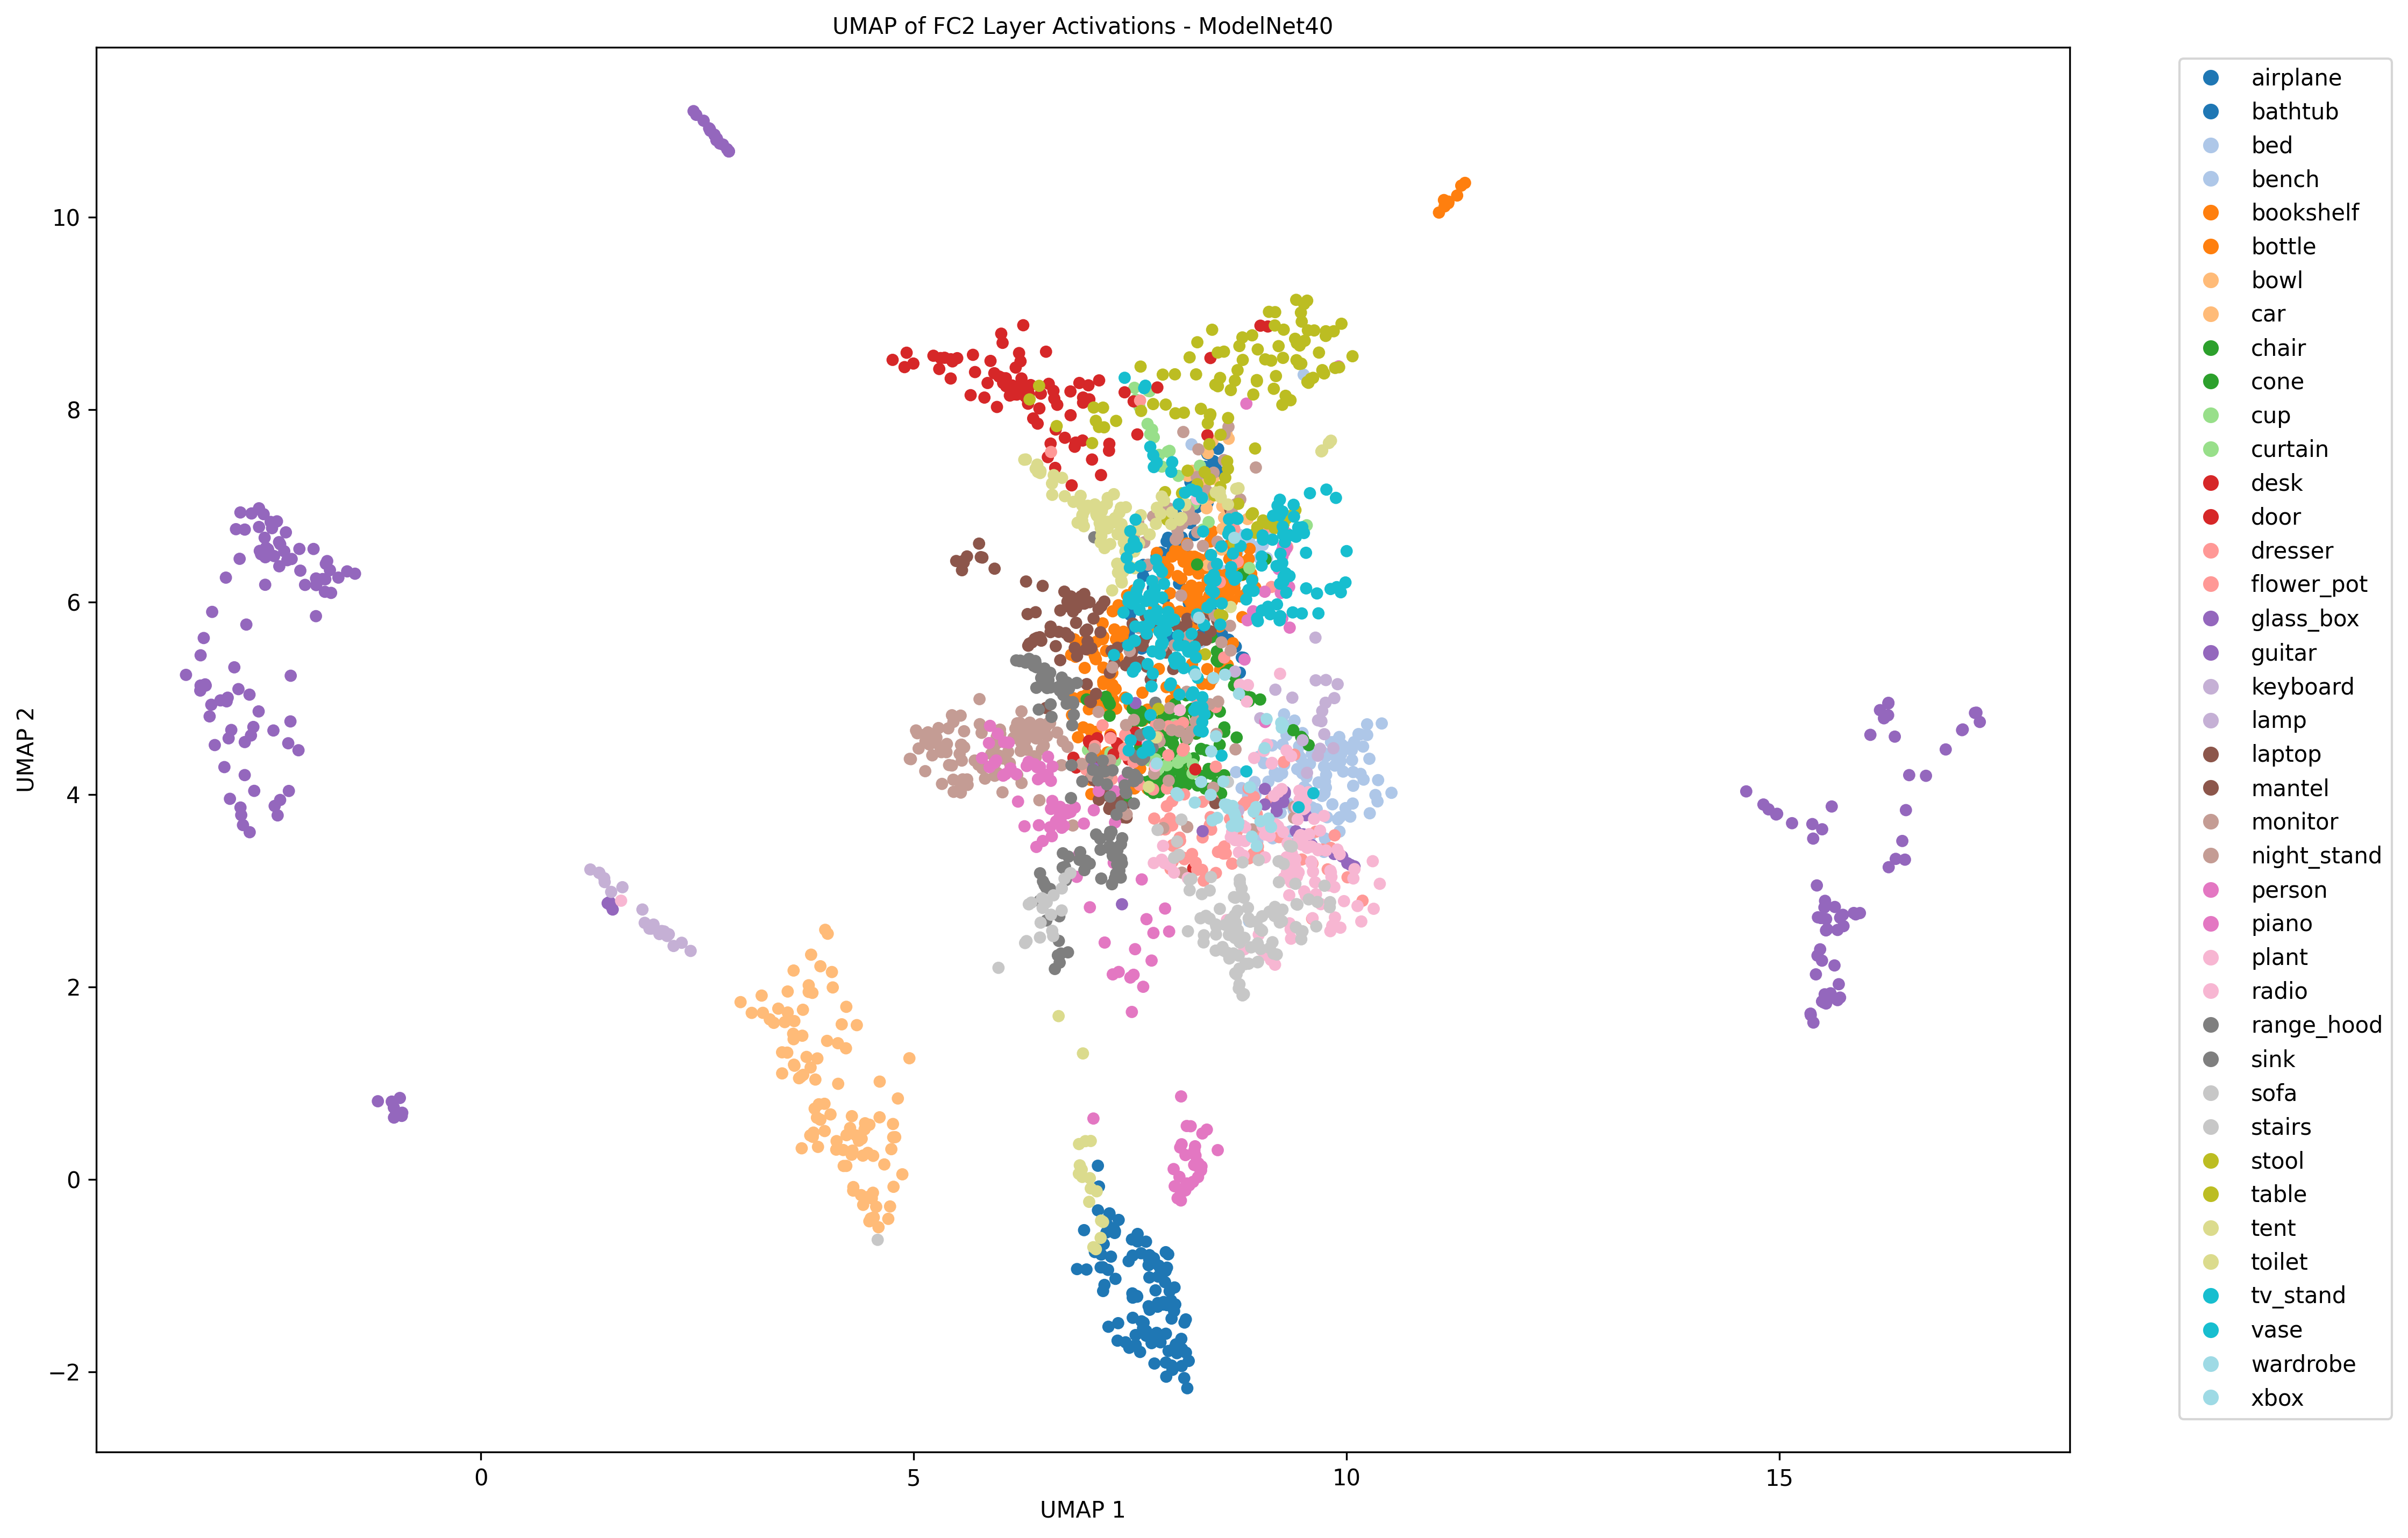 UMAP of FC2 Layer Activations - ModelNet40
UMAP 2
10
8
6
4
2
0
−2
0
5
10
15
UMAP 1
airplane
bathtub
bed
bench
bookshelf
bottle
bowl
car
chair
cone
cup
curtain
desk
door
dresser
flower_pot
glass_box
guitar
keyboard
lamp
laptop
mantel
monitor
night_stand
person
piano
plant
radio
range_hood
sink
sofa
stairs
stool
table
tent
toilet
tv_stand
vase
wardrobe
xbox